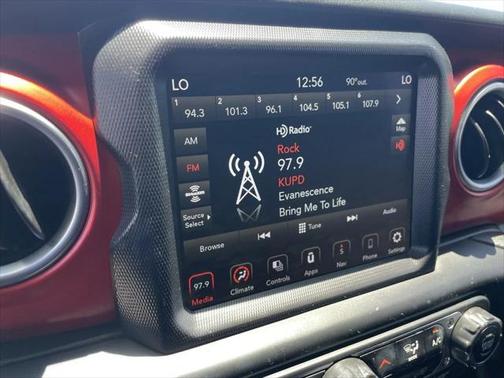 LO 12:56 90°out. LO
1 94.3 2 101.3 3 96.1 4 104.5 5 105.1 6 107.9
AM
FM
SiriusXM
Source Select
HD Radio
Rock
97.9
KUPD
Evanescence
Bring Me To Life
Map
HD
Browse Tune Audio
97.9
Media Climate Controls Apps Nav Phone Settings
A/C